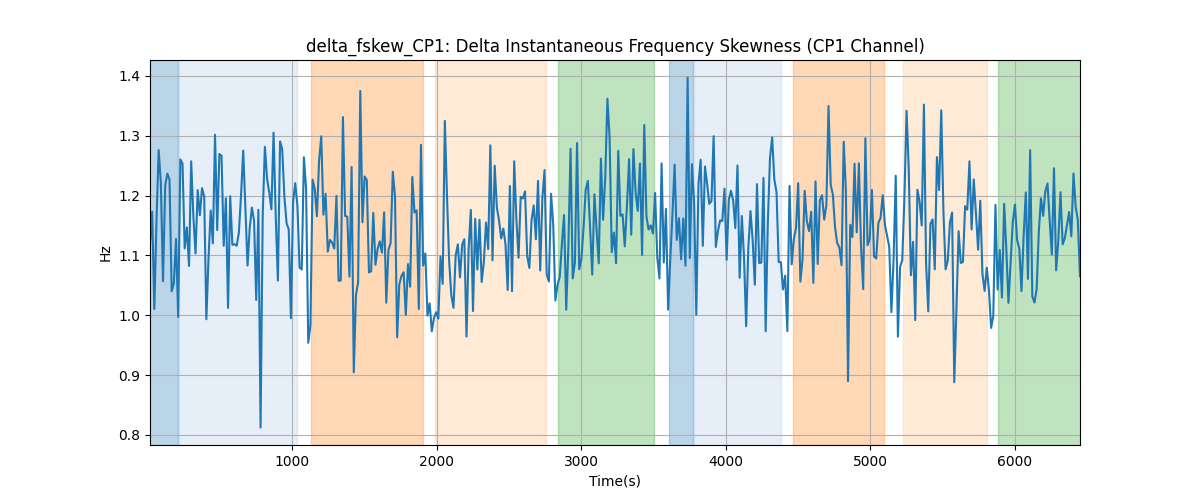 delta_fskew_CP1: Delta Instantaneous Frequency Skewness (CP1 Channel)
1.4
1.3
1.2
1.1
1.0
0.9
0.8
Hz
1000 2000 3000 4000 5000 6000
Time(s)